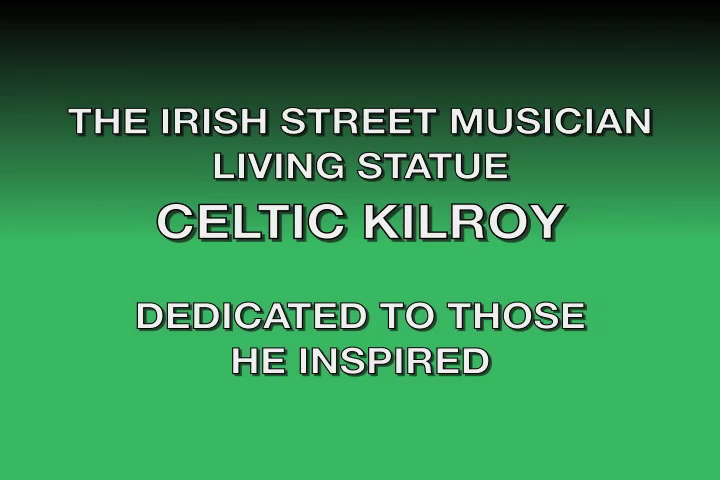 THE IRISH STREET MUSICIAN
LIVING STATUE
CELTIC KILROY
DEDICATED TO THOSE
HE INSPIRED